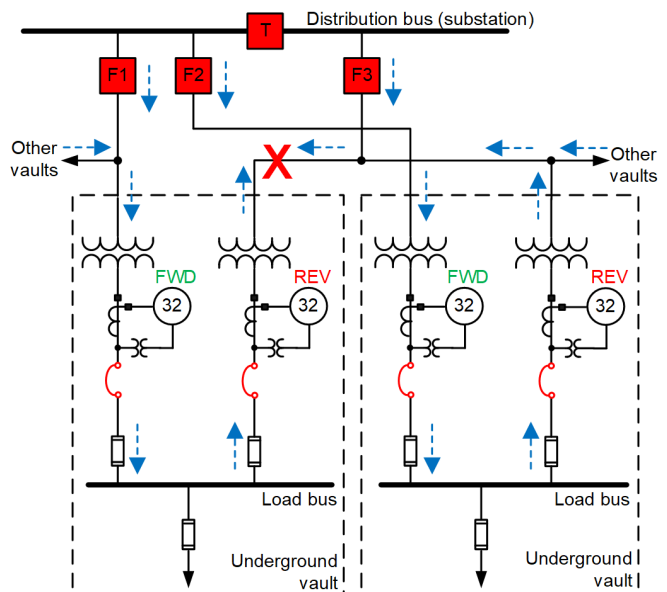 Distribution bus (substation)
T
F1
F2
F3
Other
vaults
Other
vaults
FWD
REV
FWD
REV
32
32
32
32
Load bus
Load bus
Underground
vault
Underground
vault